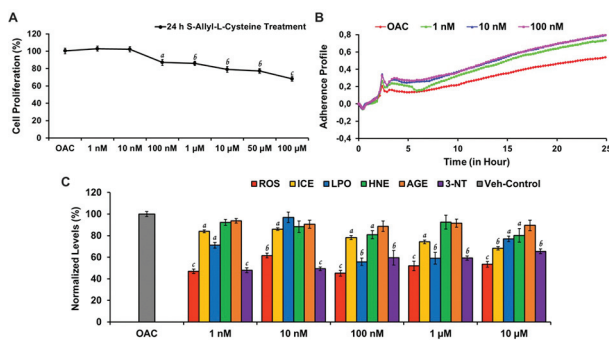 A
24 h S-Allyl-L-Cysteine Treatment
Cell Proliferation (%)
120
100
80
60
40
20
0
a
b
b
b
c
OAC 1 nM 10 nM 100 nM 1 µM 10 µM 50 µM 100 µM
B
OAC 1 nM 10 nM 100 nM
Adherence Profile
0,8
0,6
0,4
0,2
0,0
-0,2
0,4
0 5 10 15 20 25
Time (in Hour)
C
ROS ICE LPO HNE AGE 3-NT Veh-Control
Normalized Levels (%)
120
100
80
60
40
20
0
c a a c
c a c
c a b a b
c a b b
c b a a b
OAC 1 nM 10 nM 100 nM 1 µM 10 µM